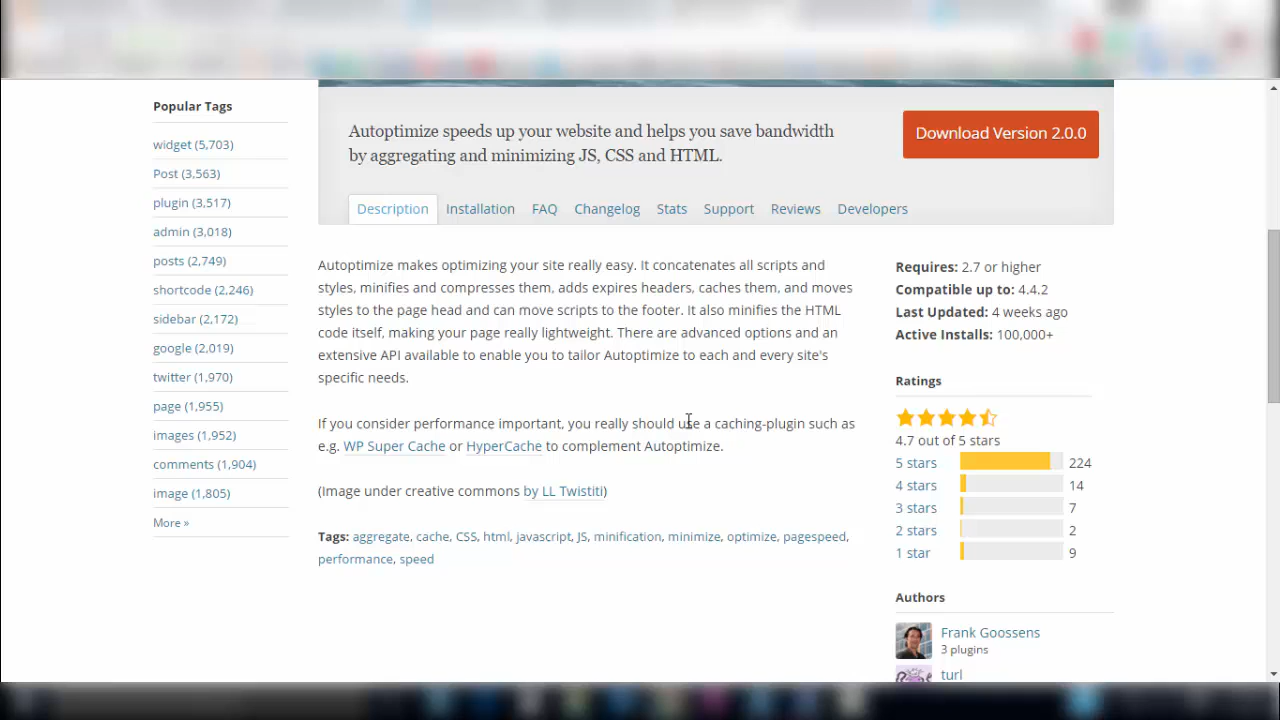 Popular Tags
widget (5,703)
Post (3,563)
plugin (3,517)
admin (3,018)
posts (2,749)
shortcode (2,246)
sidebar (2,172)
google (2,019)
twitter (1,970)
page (1,955)
images (1,952)
comments (1,904)
image (1,805)
More »
Autoptimize speeds up your website and helps you save bandwidth
by aggregating and minimizing JS, CSS and HTML.
Download Version 2.0.0
Description Installation FAQ Changelog Stats Support Reviews Developers
Autoptimize makes optimizing your site really easy. It concatenates all scripts and
styles, minifies and compresses them, adds expires headers, caches them, and moves
styles to the page head and can move scripts to the footer. It also minifies the HTML
code itself, making your page really lightweight. There are advanced options and an
extensive API available to enable you to tailor Autoptimize to each and every site's
specific needs.
If you consider performance important, you really should use a caching-plugin such as
e.g. WP Super Cache or HyperCache to complement Autoptimize.
(Image under creative commons by LL Twistiti)
Tags: aggregate, cache, CSS, html, javascript, JS, minification, minimize, optimize, pagespeed,
performance, speed
Requires: 2.7 or higher
Compatible up to: 4.4.2
Last Updated: 4 weeks ago
Active Installs: 100,000+
Ratings
4.7 out of 5 stars
5 stars 224
4 stars 14
3 stars 7
2 stars 2
1 star 9
Authors
Frank Goossens
3 plugins
turl